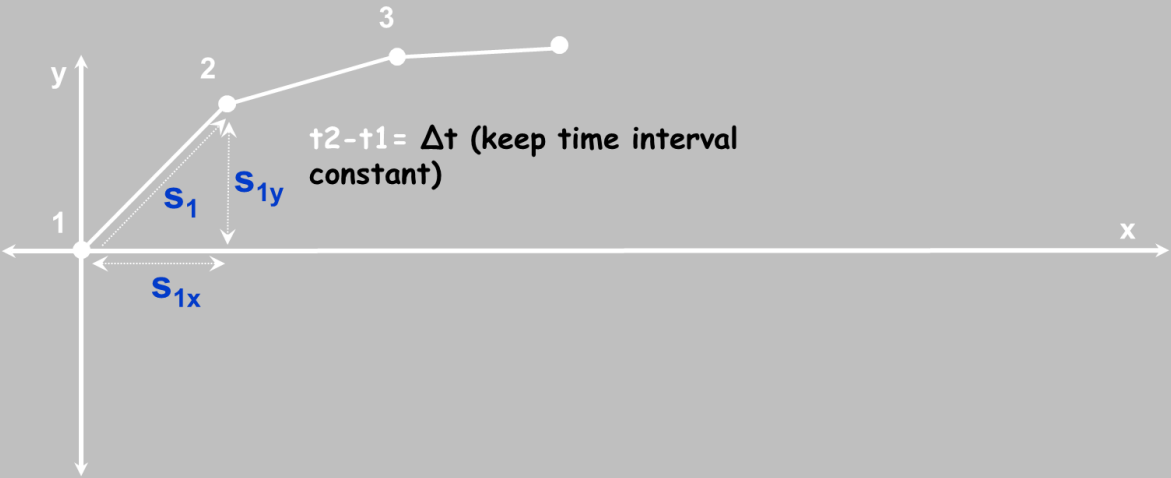 3
2
y
t2-t1= Δt (keep time interval
constant)
s1y
s1
1
x
s1x